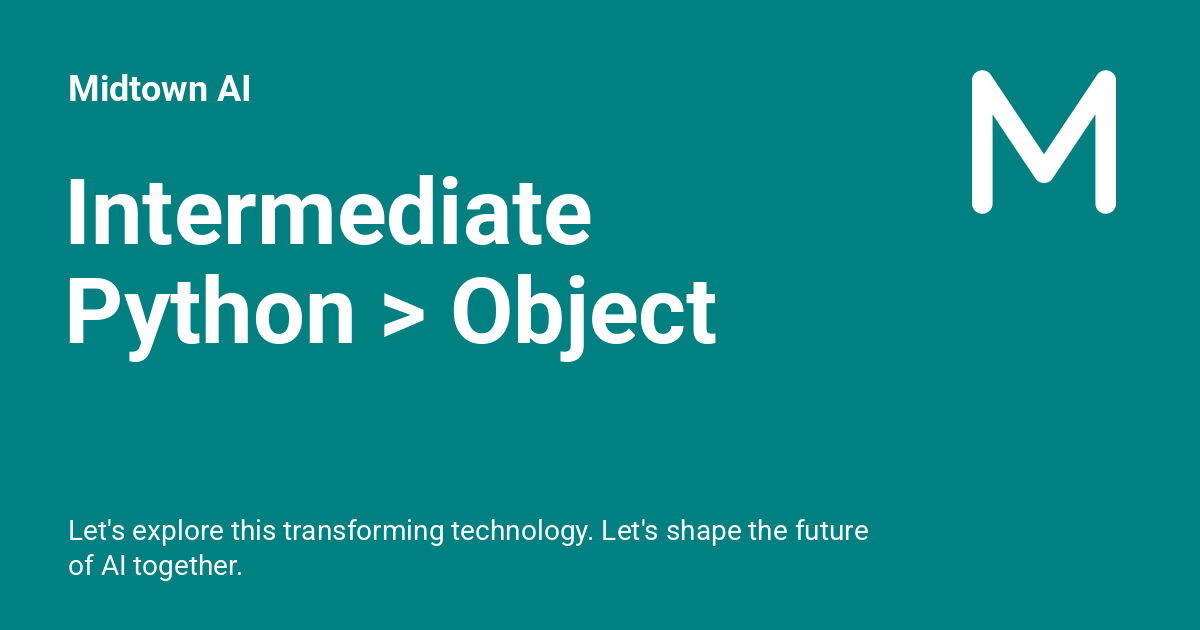 Midtown AI
M
Intermediate
Python > Object
Let's explore this transforming technology. Let's shape the future
of AI together.